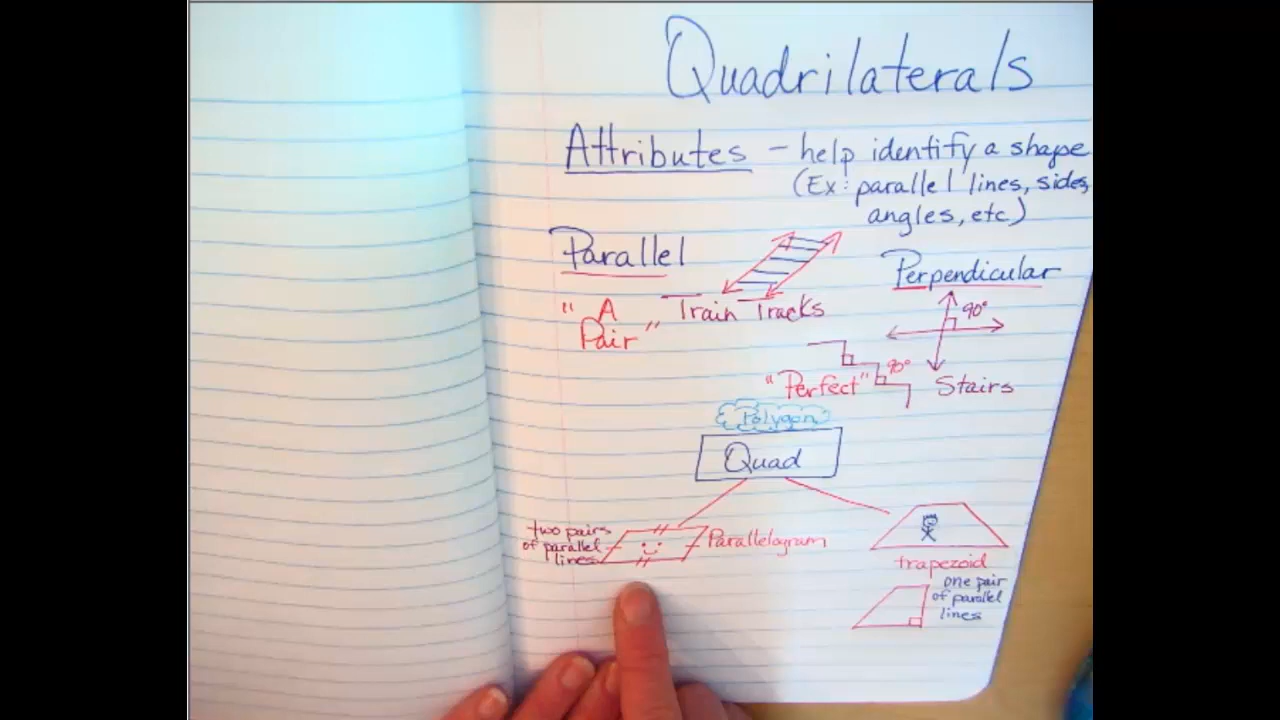 Quadrilaterals
Attributes - help identify a shape
(Ex: parallel lines, sides,
angles, etc)
Parallel
"A
Pair"
Train Tracks
Perpendicular
90°
"Perfect"
90°
Stairs
Polygon
Quad
two pairs
of parallel
lines
Parallelogram
trapezoid
one pair
of parallel
lines